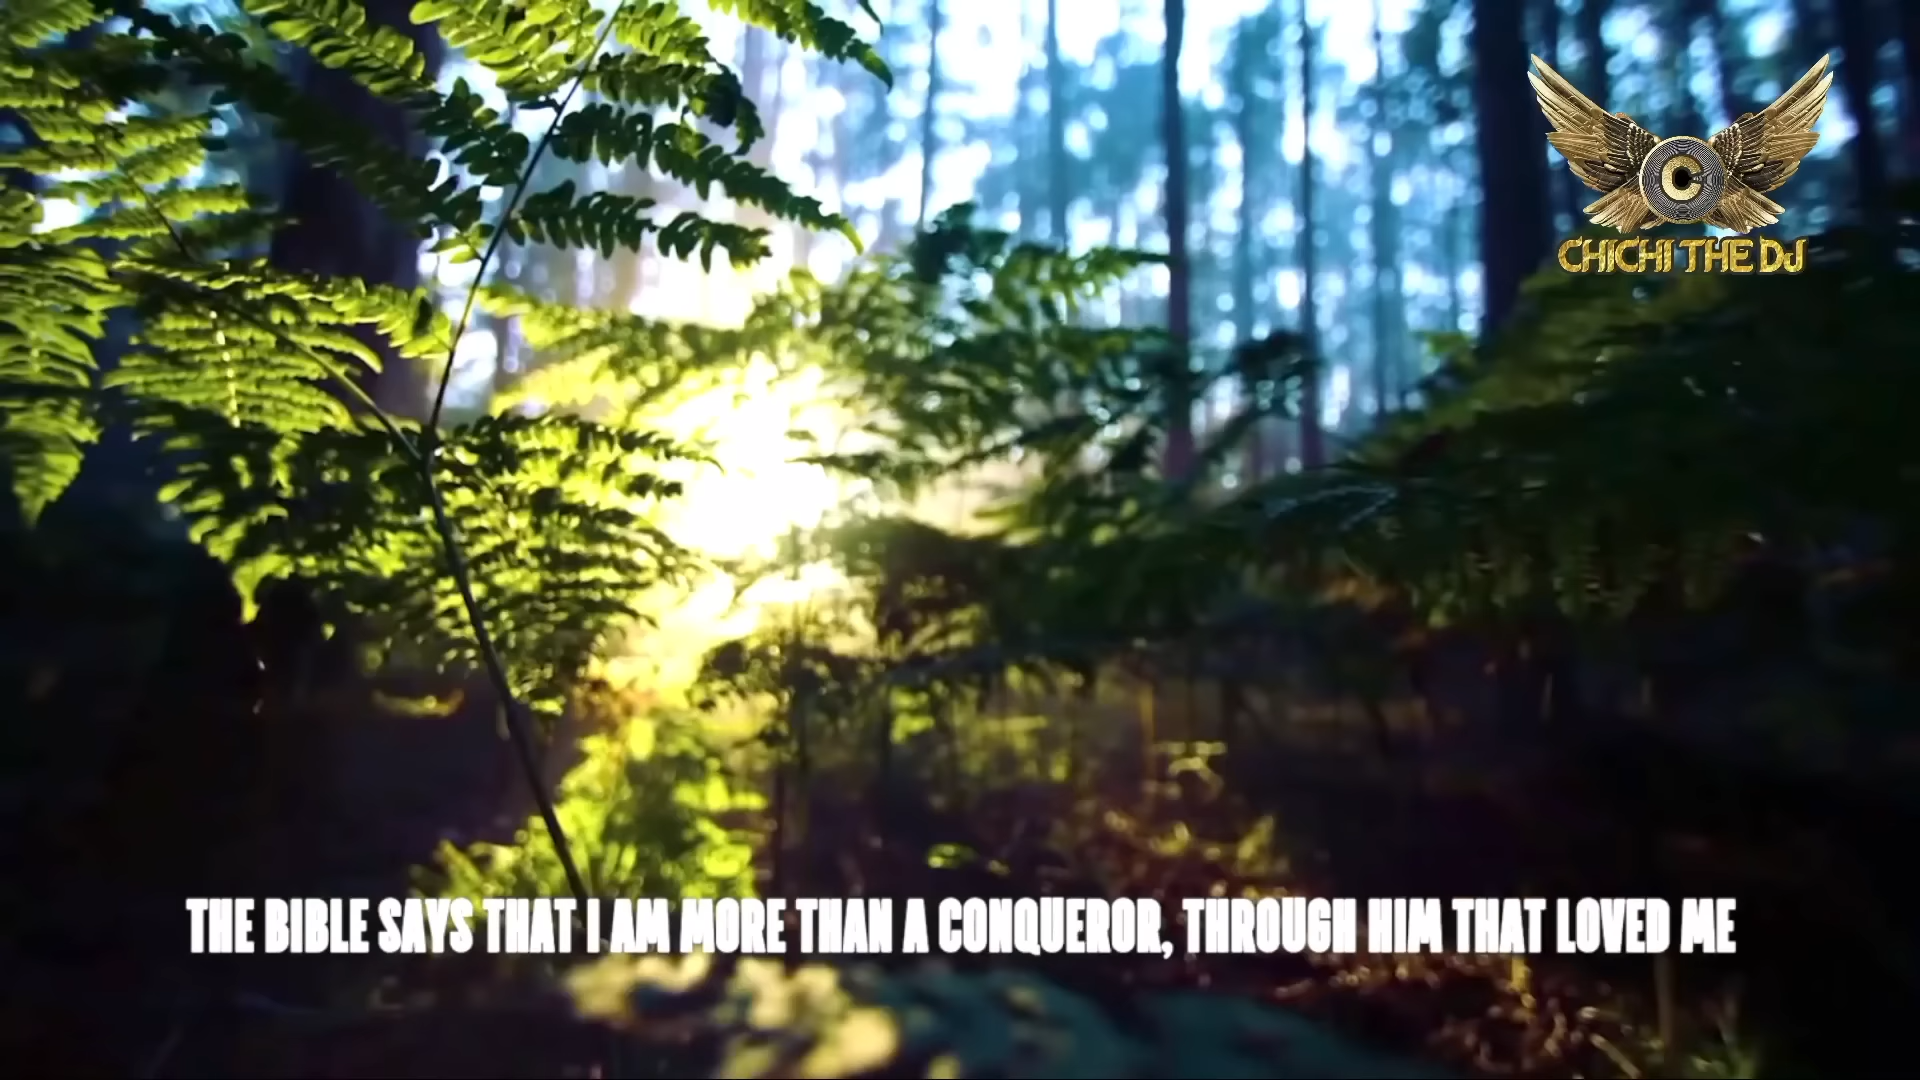 C
CHICHI THE DJ
THE BIBLE SAYS THAT I AM MORE THAN A CONQUEROR, THROUGH HIM THAT LOVED ME